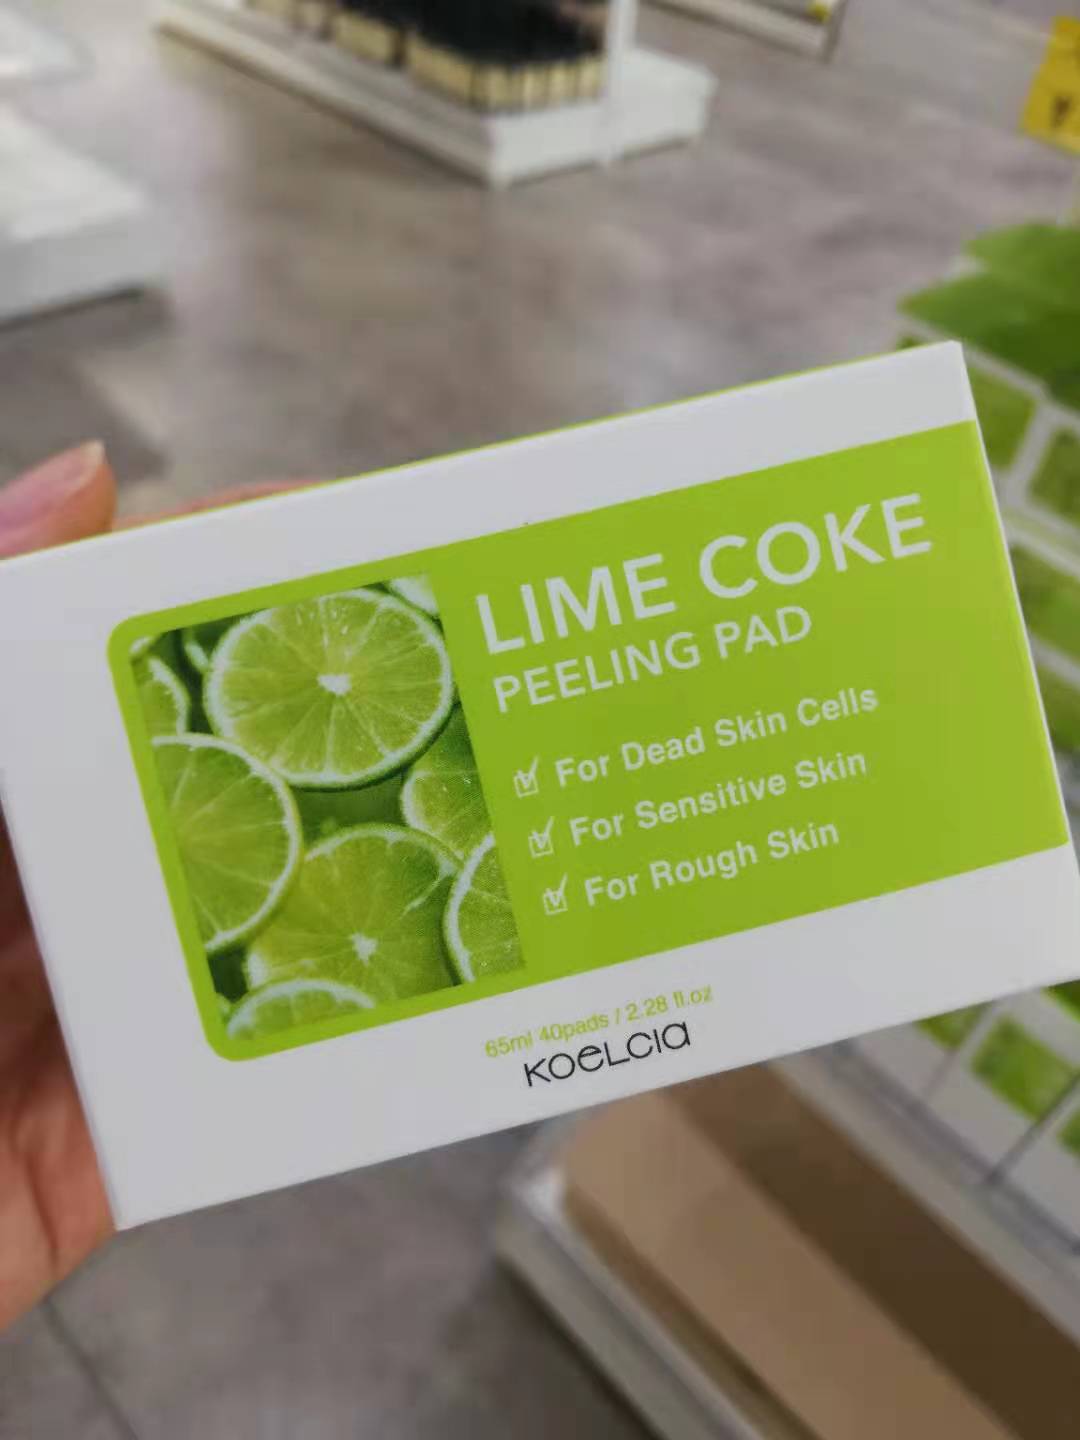 LIME COKE
PEELING PAD
For Dead Skin Cells
For Sensitive Skin
For Rough Skin
65ml 40pads / 2.28 fl.oz
KOELCIA